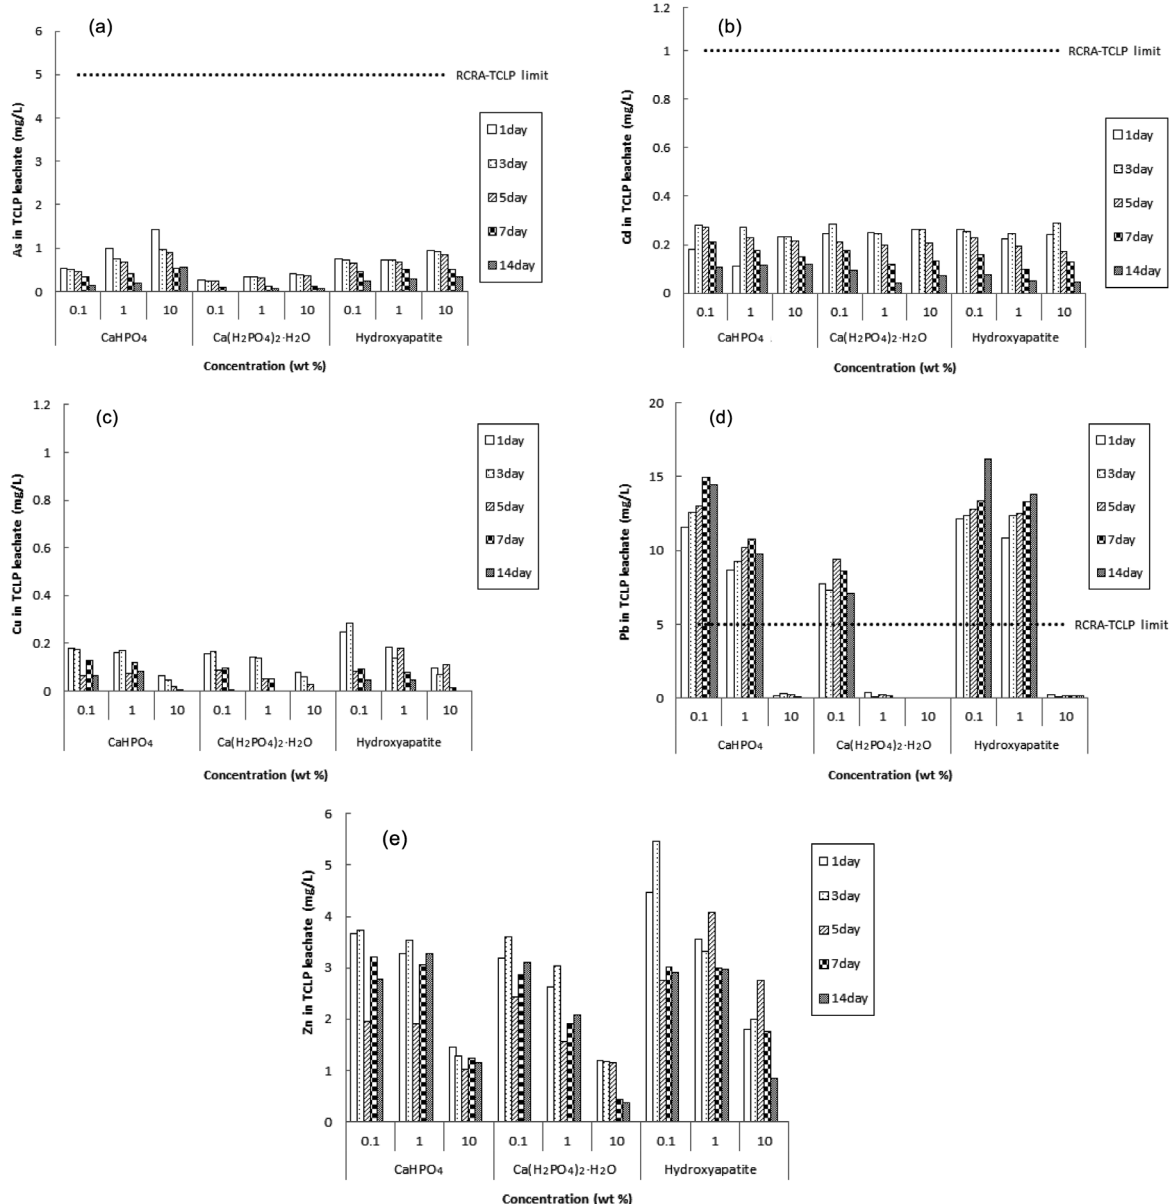 (a)
As in TCLP leachate (mg/L)
6
5
4
3
2
1
0
RCRA-TCLP limit
1day
3day
5day
7day
14day
0.1 1 10 0.1 1 10 0.1 1 10
CaHPO4 Ca(H2PO4)2·H2O Hydroxyapatite
Concentration (wt %)
(b)
Cd in TCLP leachate (mg/L)
1.2
1
0.8
0.6
0.4
0.2
0
RCRA-TCLP limit
1day
3day
5day
7day
14day
0.1 1 10 0.1 1 10 0.1 1 10
CaHPO4 Ca(H2PO4)2·H2O Hydroxyapatite
Concentration (wt %)
(c)
Cu in TCLP leachate (mg/L)
1.2
1
0.8
0.6
0.4
0.2
0
1day
3day
5day
7day
14day
0.1 1 10 0.1 1 10 0.1 1 10
CaHPO4 Ca(H2PO4)2·H2O Hydroxyapatite
Concentration (wt %)
(d)
Pb in TCLP leachate (mg/L)
20
15
10
5
0
1day
3day
5day
7day
14day
RCRA-TCLP limit
0.1 1 10 0.1 1 10 0.1 1 10
CaHPO4 Ca(H2PO4)2·H2O Hydroxyapatite
Concentration (wt %)
(e)
Zn in TCLP leachate (mg/L)
6
5
4
3
2
1
0
1day
3day
5day
7day
14day
0.1 1 10 0.1 1 10 0.1 1 10
CaHPO4 Ca(H2PO4)2·H2O Hydroxyapatite
Concentration (wt %)